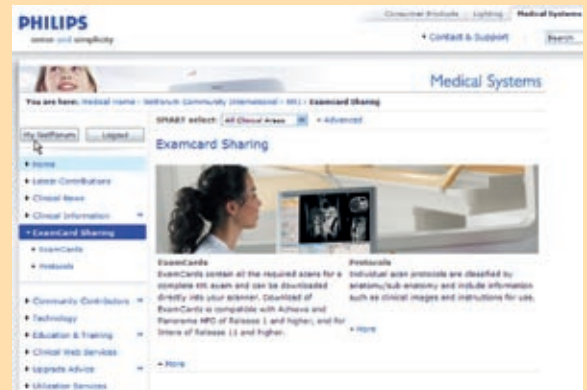 Consumer Products Lighting Medical Systems
PHILIPS
sense and simplicity
Contact & Support
Search
Medical Systems
You are here: Medical Home › NetForum Community (International - MR) › Examcard Sharing
My NetForum
Logout
SMART select: All Clinical Areas
Advanced
Home
Latest Contributions
Clinical News
Clinical Information
ExamCard Sharing
ExamCards
Protocols
Community Contributors
Technology
Education & Training
Clinical Web Services
Upgrade Advice
Utilization Services
Examcard Sharing
ExamCards
ExamCards contain all the required scans for a
complete MR exam and can be downloaded
directly into your scanner. Download of
ExamCards is compatible with Achieva and
Panorama HFO of Release 1 and higher, and for
Intera of Release 11 and higher.
More
Protocols
Individual scan protocols are classified by
anatomy/sub-anatomy and include information
such as clinical images and instructions for use.
More